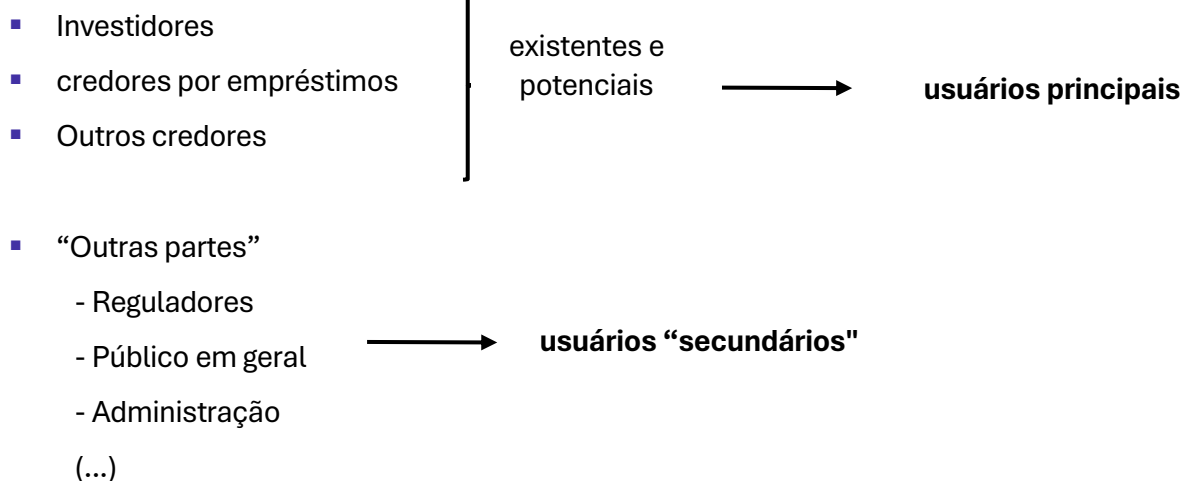 ▪ Investidores
▪ credores por empréstimos
▪ Outros credores
existentes e
potenciais
usuários principais
▪ “Outras partes”
- Reguladores
- Público em geral
- Administração
(...)
usuários “secundários"